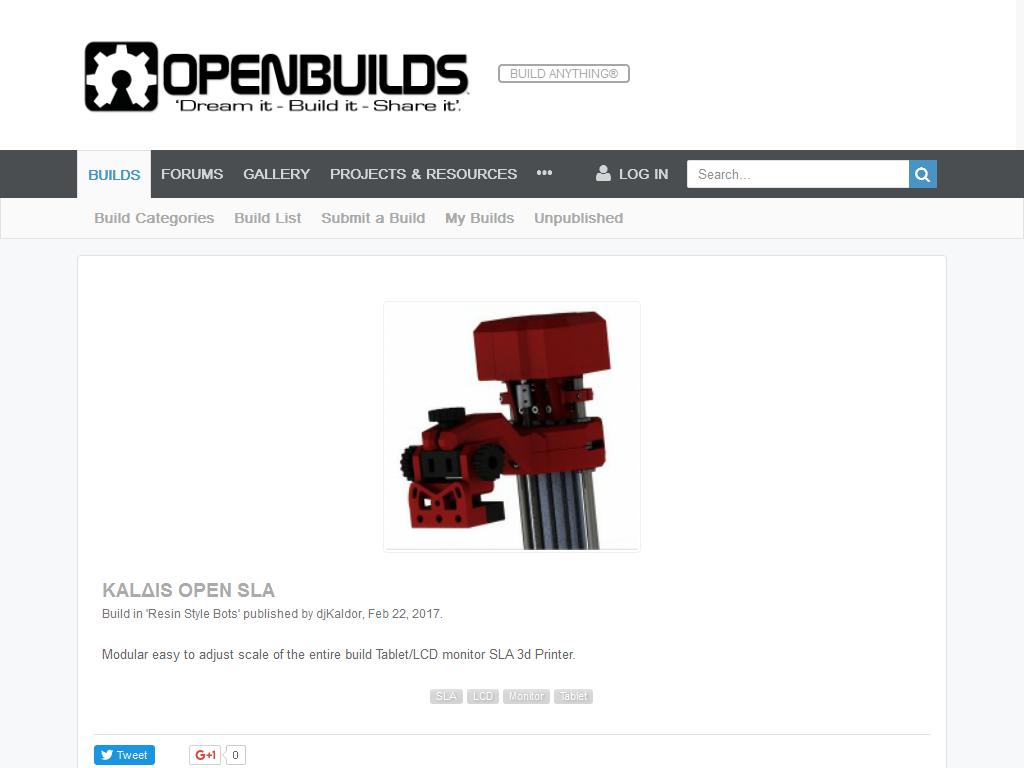 OPENBUILDS
'Dream it - Build it - Share it'.
BUILD ANYTHING®
BUILDS FORUMS GALLERY PROJECTS & RESOURCES ••• LOG IN Search...
Build Categories Build List Submit a Build My Builds Unpublished
KALΔIS OPEN SLA
Build in 'Resin Style Bots' published by djKaldor, Feb 22, 2017.
Modular easy to adjust scale of the entire build Tablet/LCD monitor SLA 3d Printer.
SLA LCD Monitor Tablet
Tweet G+1 0